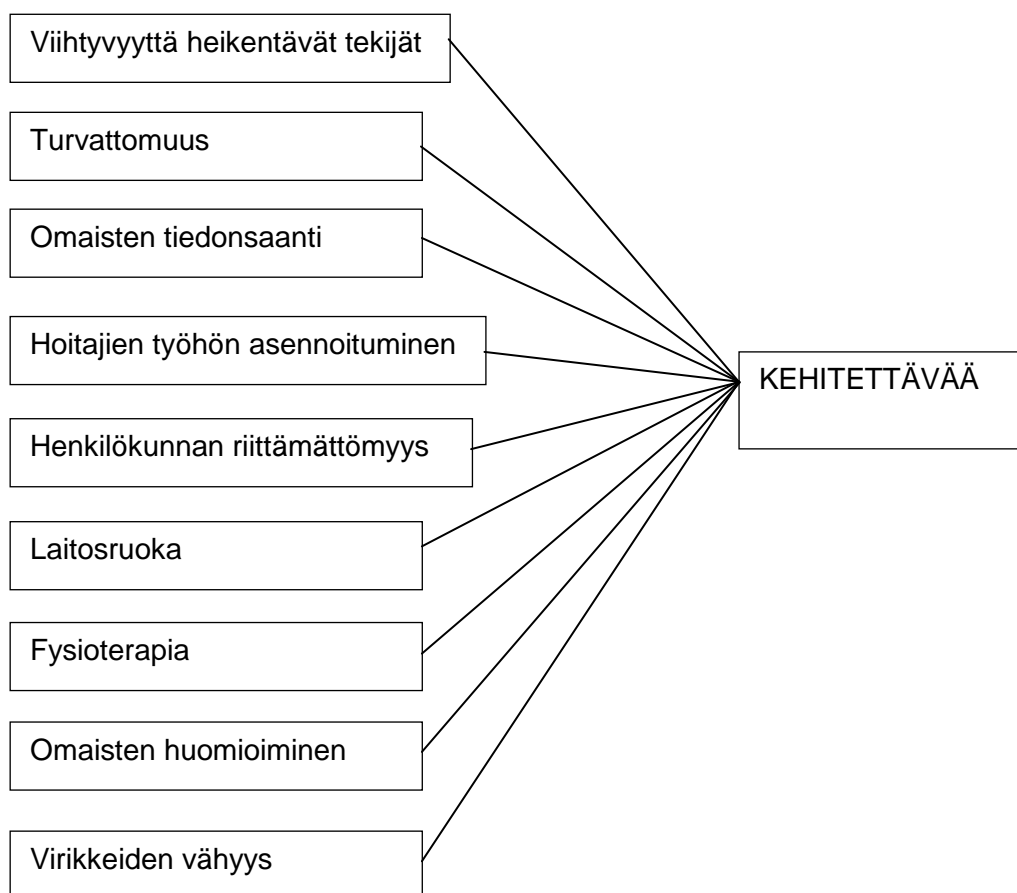 Viihtyvyyttä heikentävät tekijät
Turvattomuus
Omaisten tiedonsaanti
Hoitajien työhön asennoituminen
Henkilökunnan riittämättömyys
Laitosruoka
Fysioterapia
Omaisten huomioiminen
Virikkeiden vähyys
KEHITETTÄVÄÄ